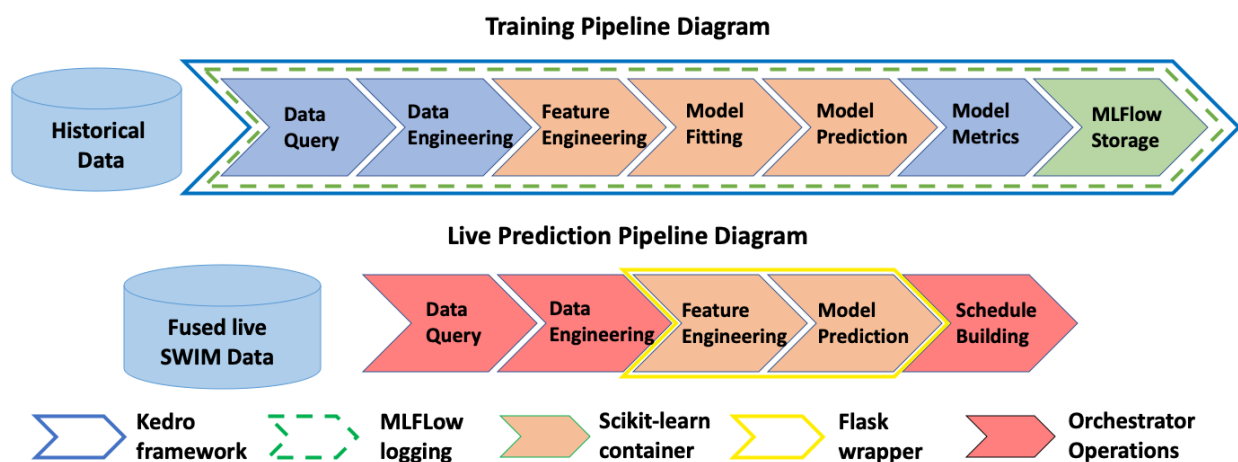 Training Pipeline Diagram
Historical
Data
Data
Query
Data
Engineering
Feature
Engineering
Model
Fitting
Model
Prediction
Model
Metrics
MLFlow
Storage
Live Prediction Pipeline Diagram
Fused live
SWIM Data
Data
Query
Data
Engineering
Feature
Engineering
Model
Prediction
Schedule
Building
Kedro
framework
MLFLow
logging
Scikit-learn
container
Flask
wrapper
Orchestrator
Operations